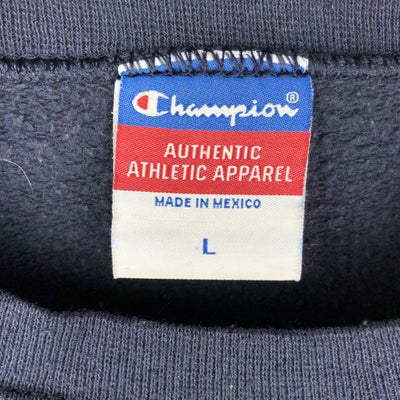 Champion®
AUTHENTIC
ATHLETIC APPAREL
MADE IN MEXICO
L